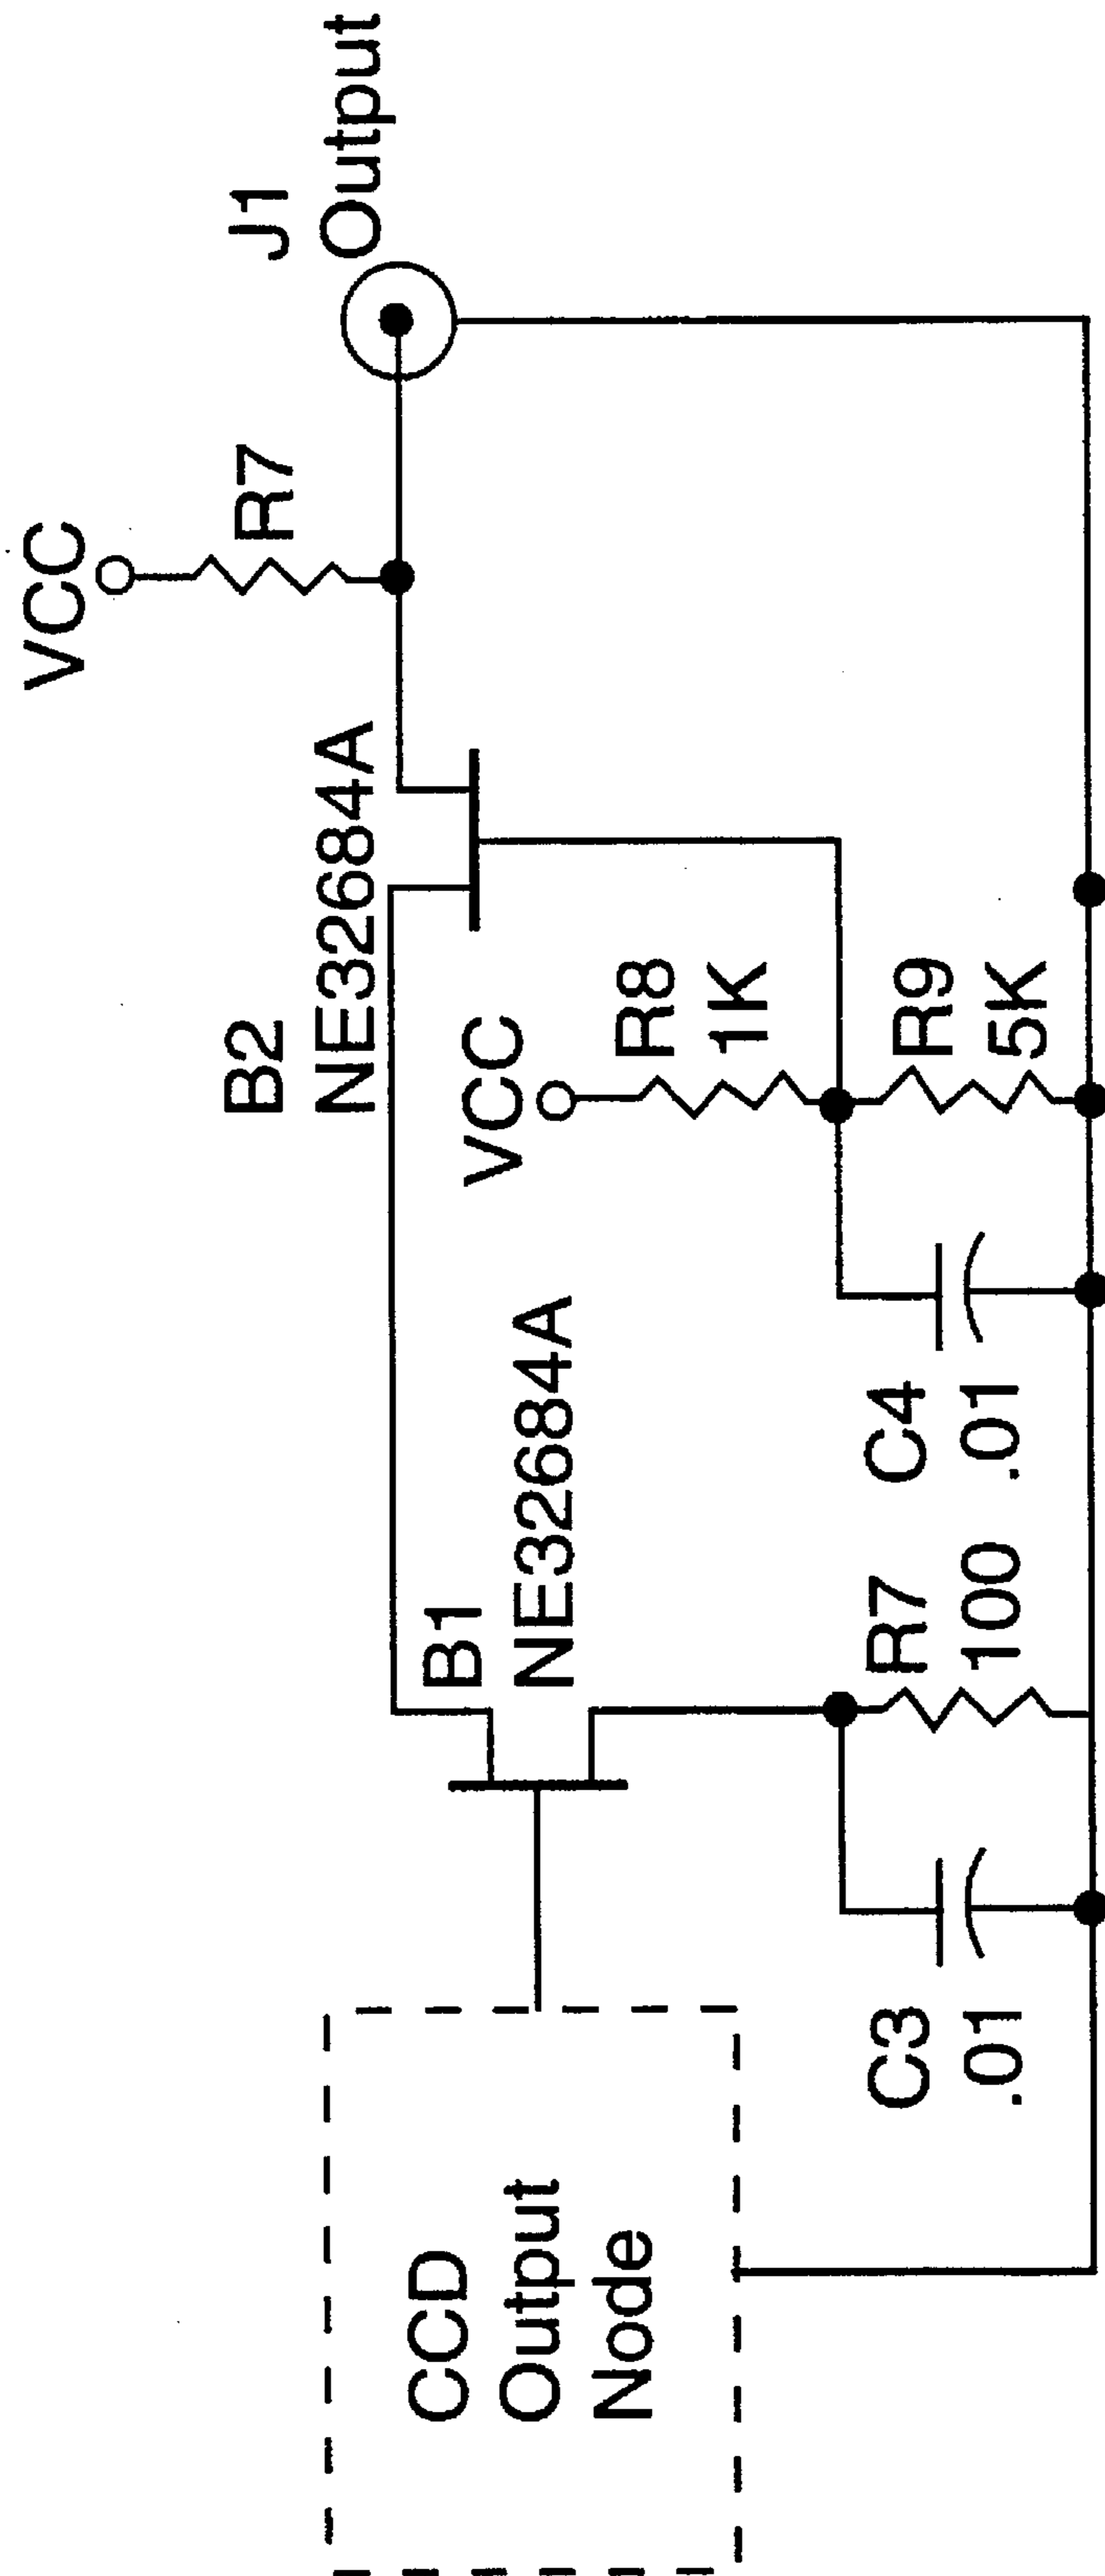 CCD
Output
Node
C3
.01
R7
100
B1
NE32684A
C4
.01
VCC
R8
1K
R9
5K
B2
NE32684A
VCC
R7
J1
Output